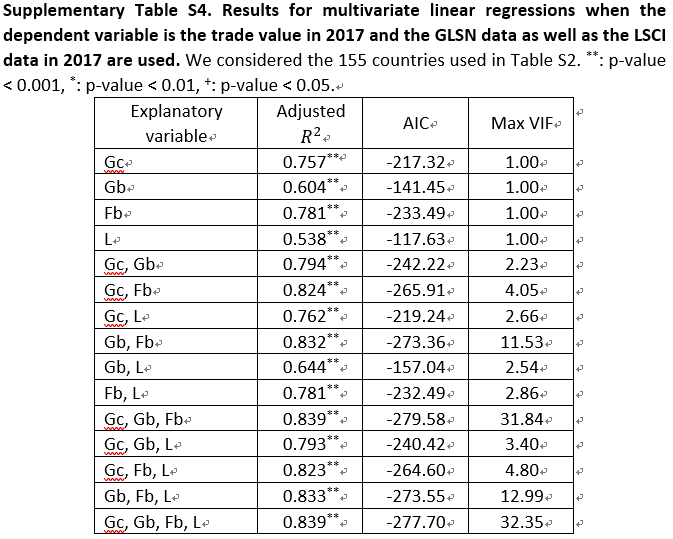 Supplementary Table S4. Results for multivariate linear regressions when the
dependent variable is the trade value in 2017 and the GLSN data as well as the LSCI
data in 2017 are used. We considered the 155 countries used in Table S2. **: p-value
< 0.001, *: p-value < 0.01, +: p-value < 0.05.
Explanatory variable Adjusted R² AIC Max VIF
Gc 0.757** -217.32 1.00
Gb 0.604** -141.45 1.00
Fb 0.781** -233.49 1.00
L 0.538** -117.63 1.00
Gc, Gb 0.794** -242.22 2.23
Gc, Fb 0.824** -265.91 4.05
Gc, L 0.762** -219.24 2.66
Gb, Fb 0.832** -273.36 11.53
Gb, L 0.644** -157.04 2.54
Fb, L 0.781** -232.49 2.86
Gc, Gb, Fb 0.839** -279.58 31.84
Gc, Gb, L 0.793** -240.42 3.40
Gc, Fb, L 0.823** -264.60 4.80
Gb, Fb, L 0.833** -273.55 12.99
Gc, Gb, Fb, L 0.839** -277.70 32.35